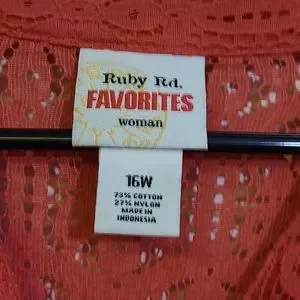 Ruby Rd.
FAVORITES
woman
16W
73% COTTON
27% NYLON
MADE IN
INDONESIA